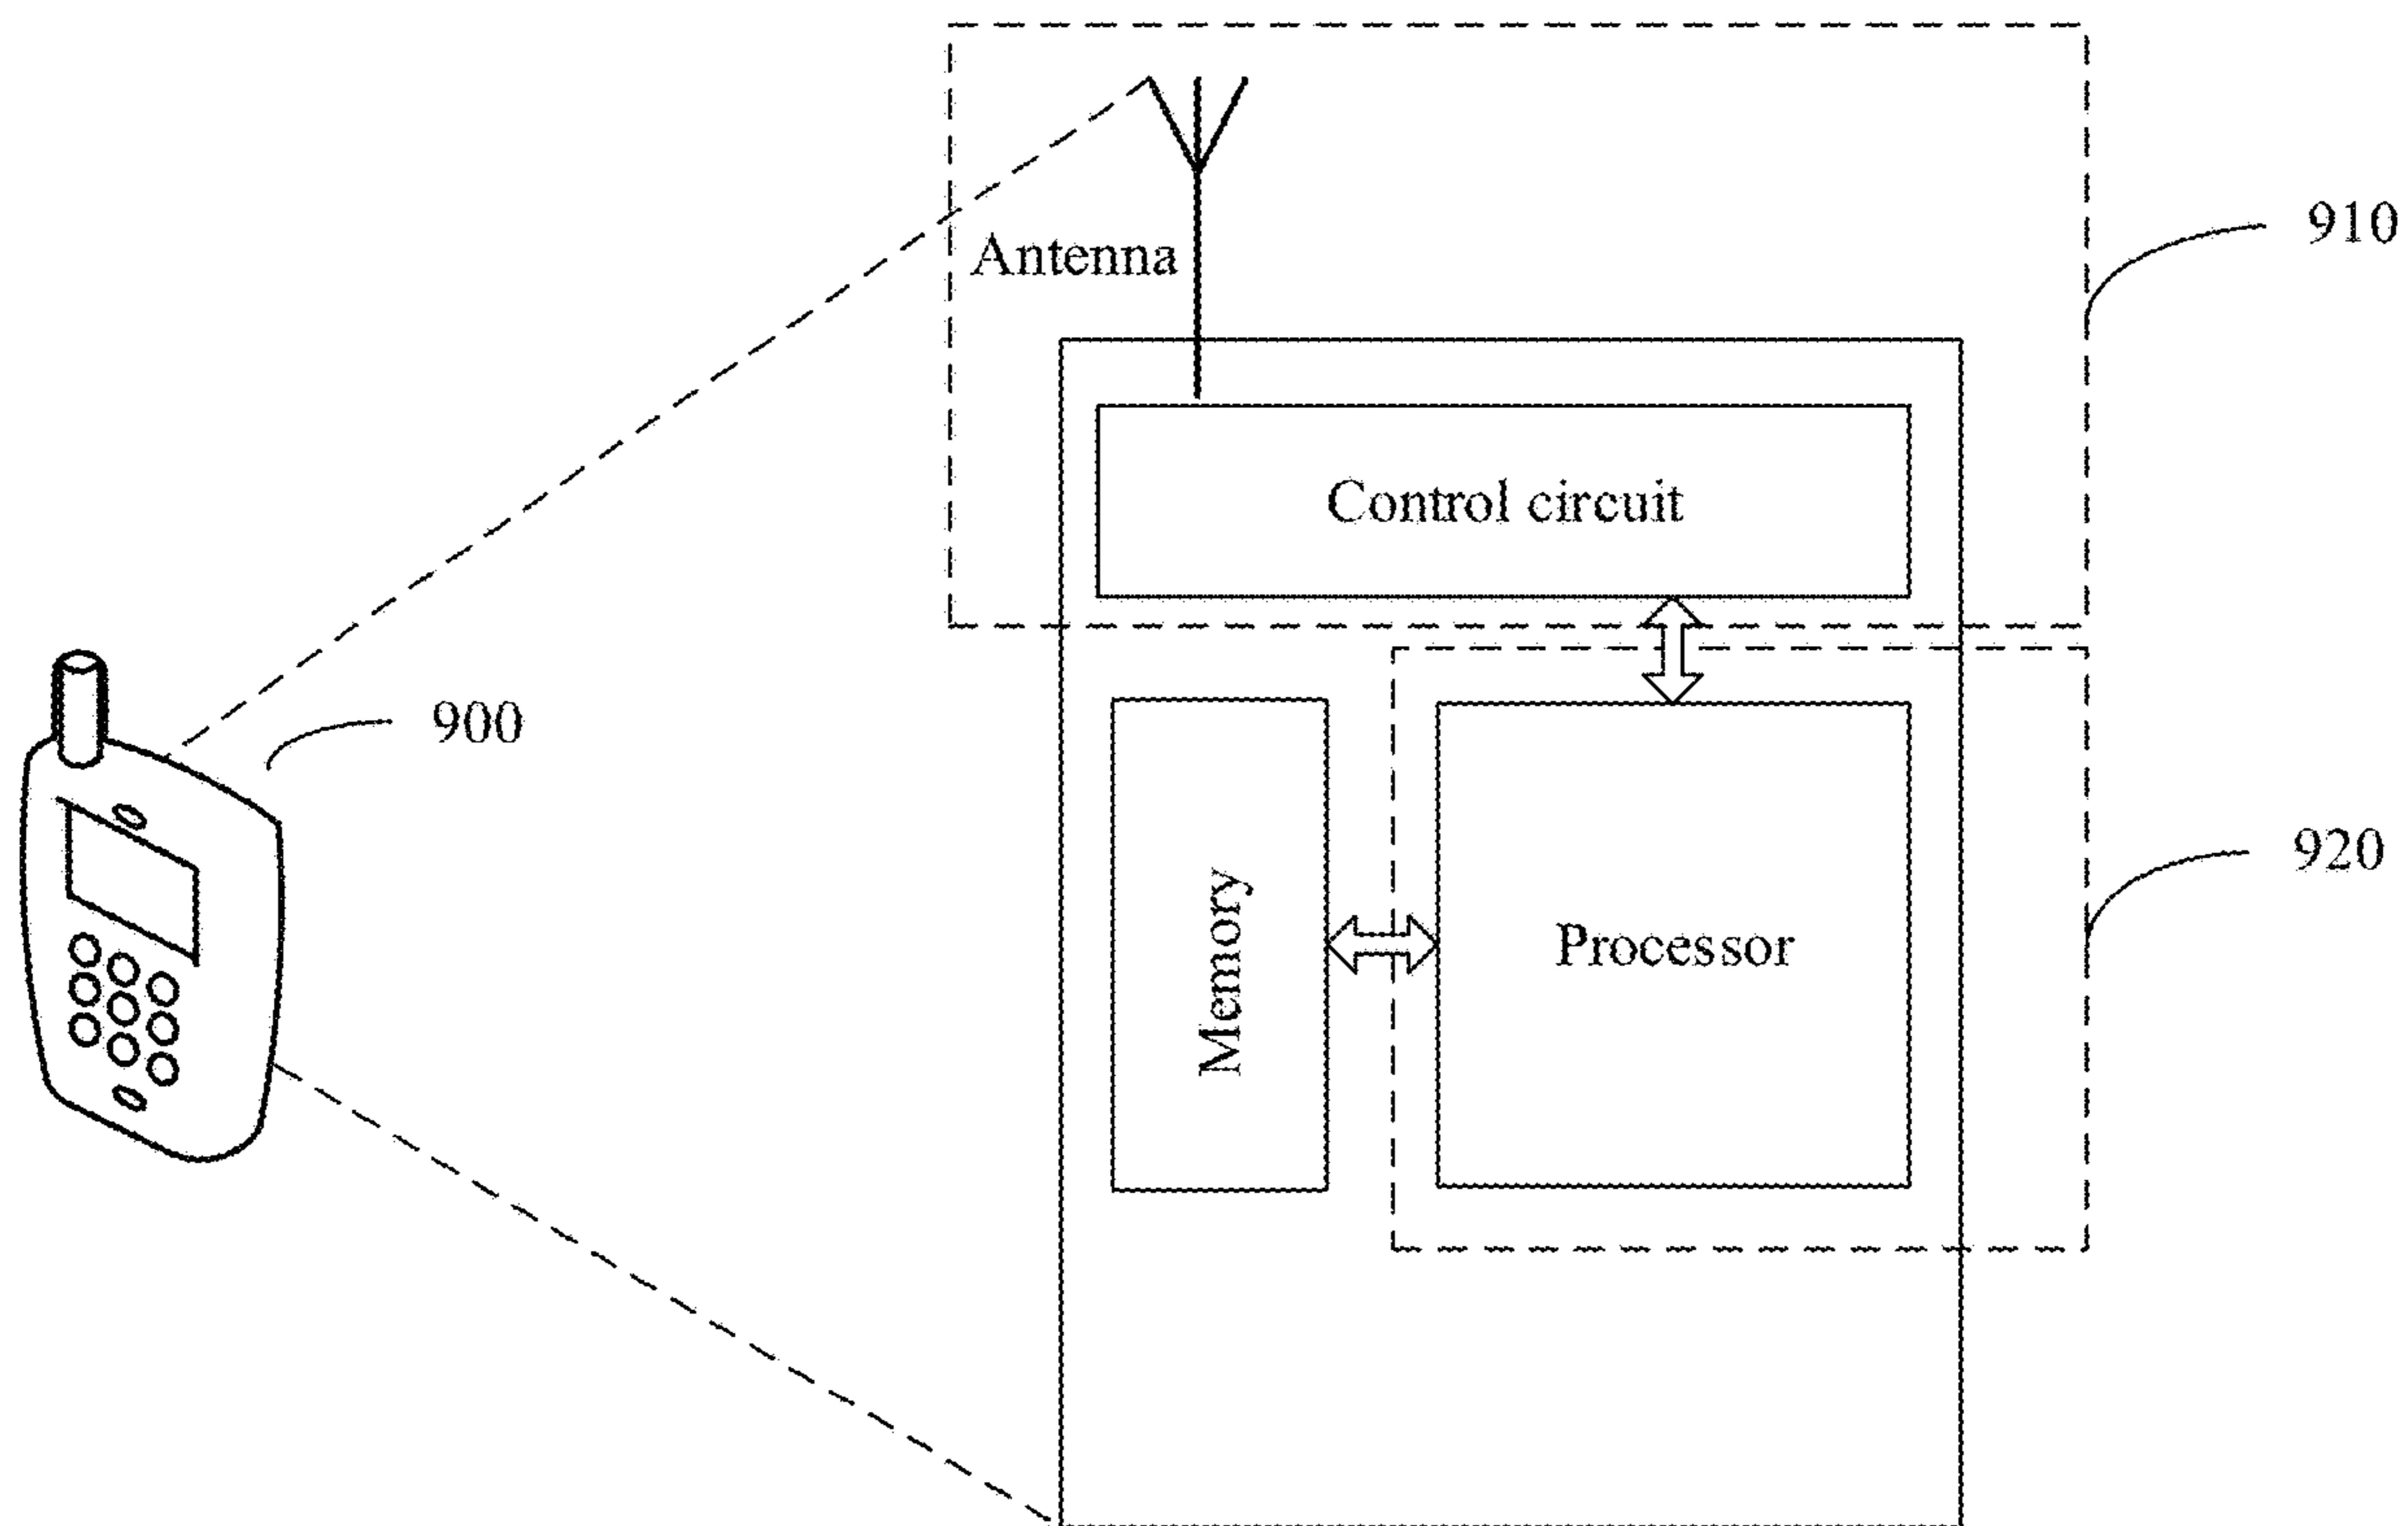 910
Antenna
Control circuit
900
920
Memory
Processor